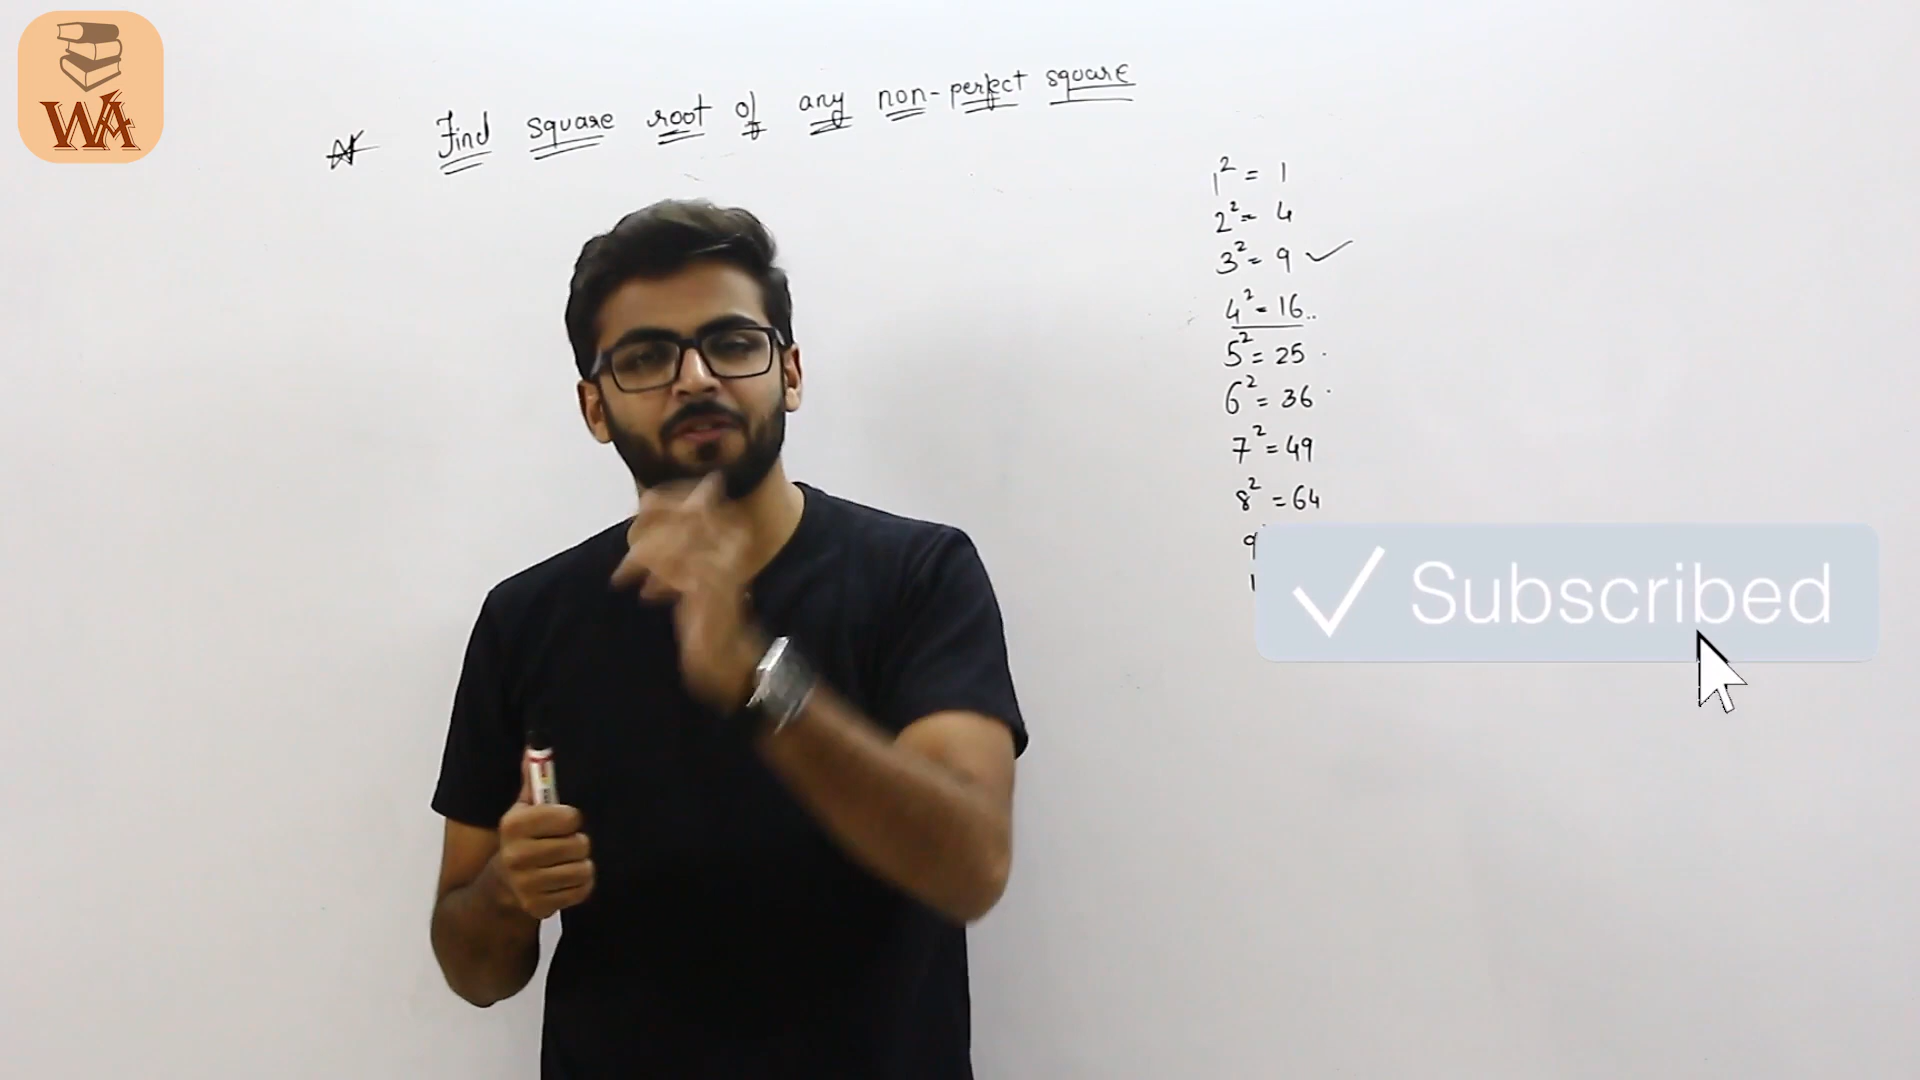 WA
Find square root of any non-perfect square
1² = 1
2² = 4
3² = 9 ✓
4² = 16..
5² = 25 .
6² = 36 .
7² = 49
8² = 64
9
✓ Subscribed